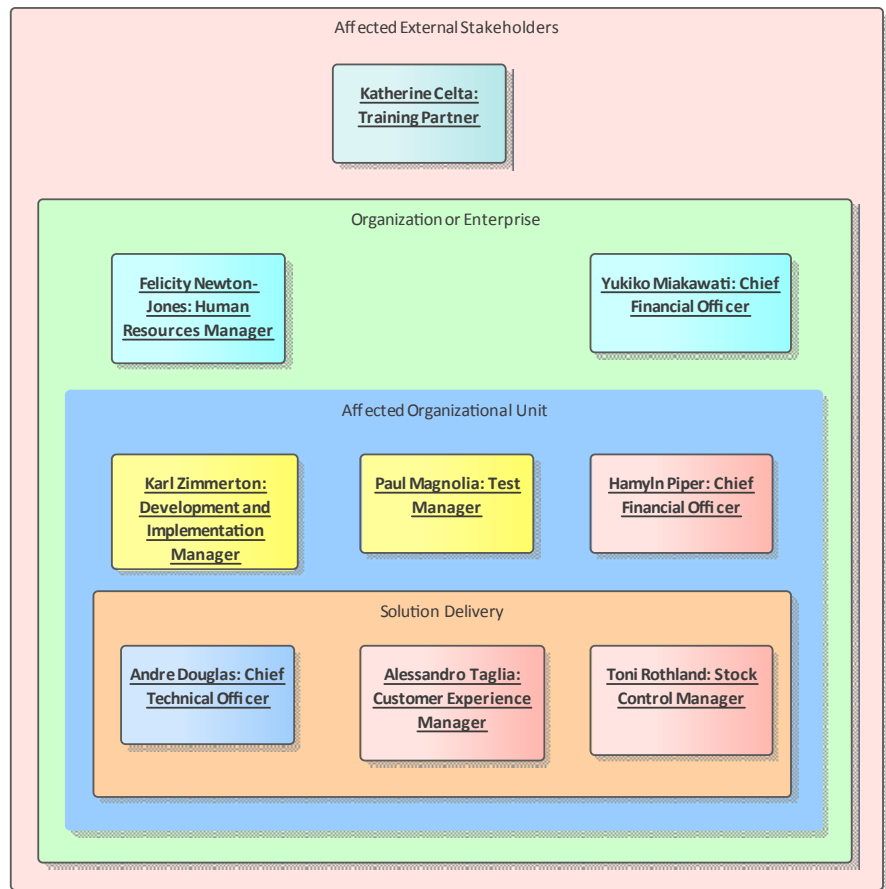 Affected External Stakeholders
Katherine Celta:
Training Partner
Organization or Enterprise
Felicity Newton-
Jones: Human
Resources Manager
Yukiko Miakawati: Chief
Financial Officer
Affected Organizational Unit
Karl Zimmerton:
Development and
Implementation
Manager
Paul Magnolia: Test
Manager
Hamyln Piper: Chief
Financial Officer
Solution Delivery
Andre Douglas: Chief
Technical Officer
Alessandro Taglia:
Customer Experience
Manager
Toni Rothland: Stock
Control Manager